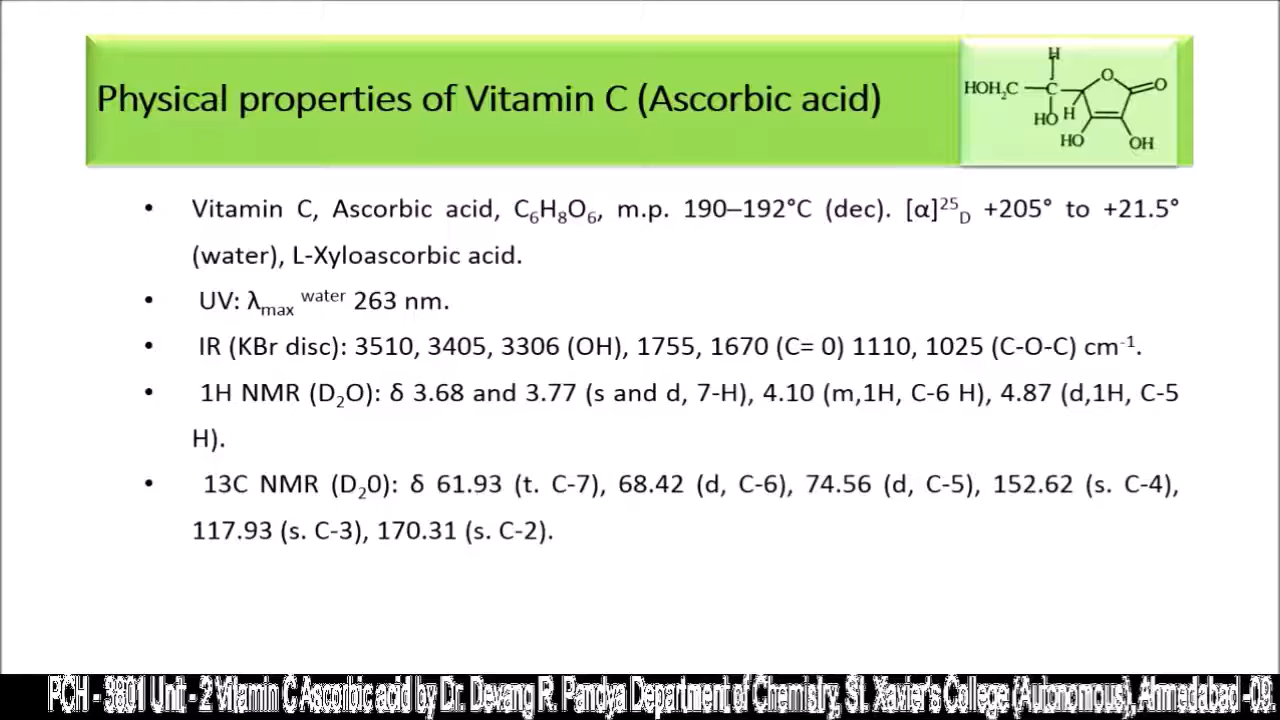 Physical properties of Vitamin C (Ascorbic acid)
H
O
HOH₂C C O
HO H
HO OH
• Vitamin C, Ascorbic acid, C₆H₈O₆, m.p. 190–192°C (dec). [α]²⁵D +205° to +21.5°
(water), L-Xyloascorbic acid.
• UV: λmax water 263 nm.
• IR (KBr disc): 3510, 3405, 3306 (OH), 1755, 1670 (C= 0) 1110, 1025 (C-O-C) cm⁻¹.
• 1H NMR (D₂O): δ 3.68 and 3.77 (s and d, 7-H), 4.10 (m,1H, C-6 H), 4.87 (d,1H, C-5
H).
• 13C NMR (D₂0): δ 61.93 (t. C-7), 68.42 (d, C-6), 74.56 (d, C-5), 152.62 (s. C-4),
117.93 (s. C-3), 170.31 (s. C-2).
PCH - 3801 Unit - 2 Vitamin C Ascorbic acid by Dr. Devang R. Pandya Department of Chemistry, St. Xavier's College (Autonomous), Ahmedabad -09.